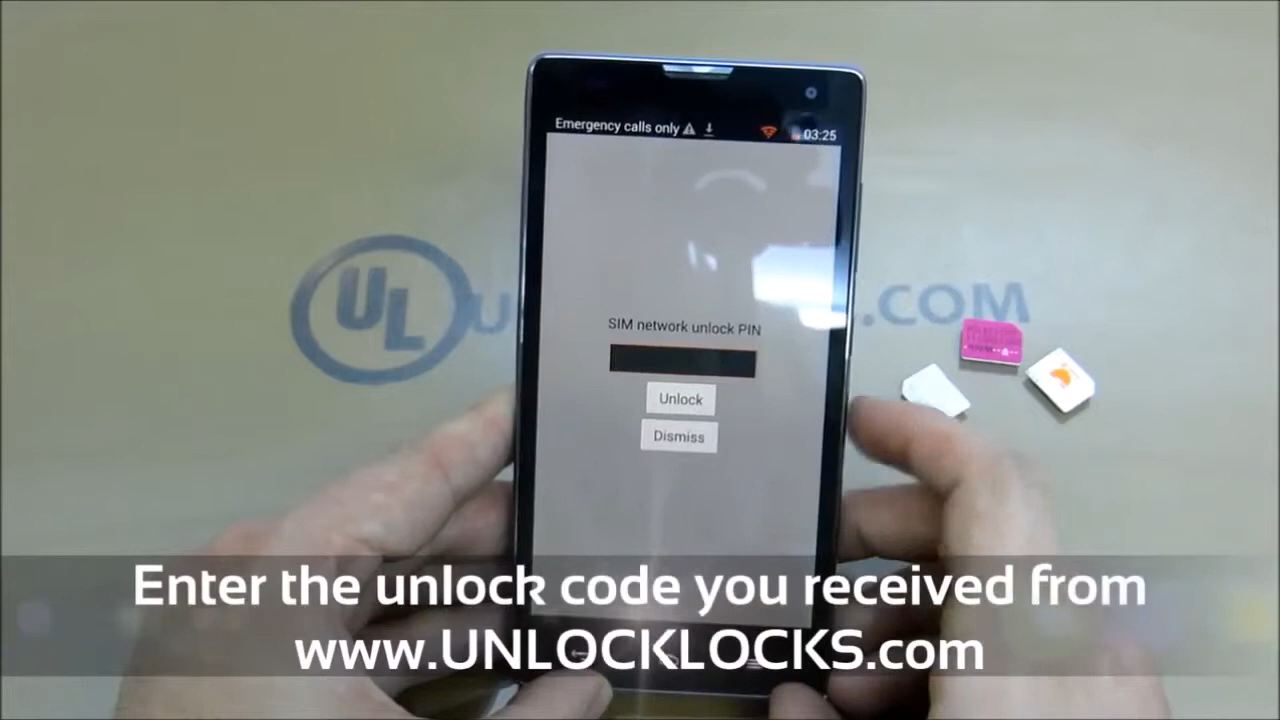 Emergency calls only
03:25
UL
.COM
SIM network unlock PIN
Unlock
Dismiss
Enter the unlock code you received from
www.UNLOCKLOCKS.com